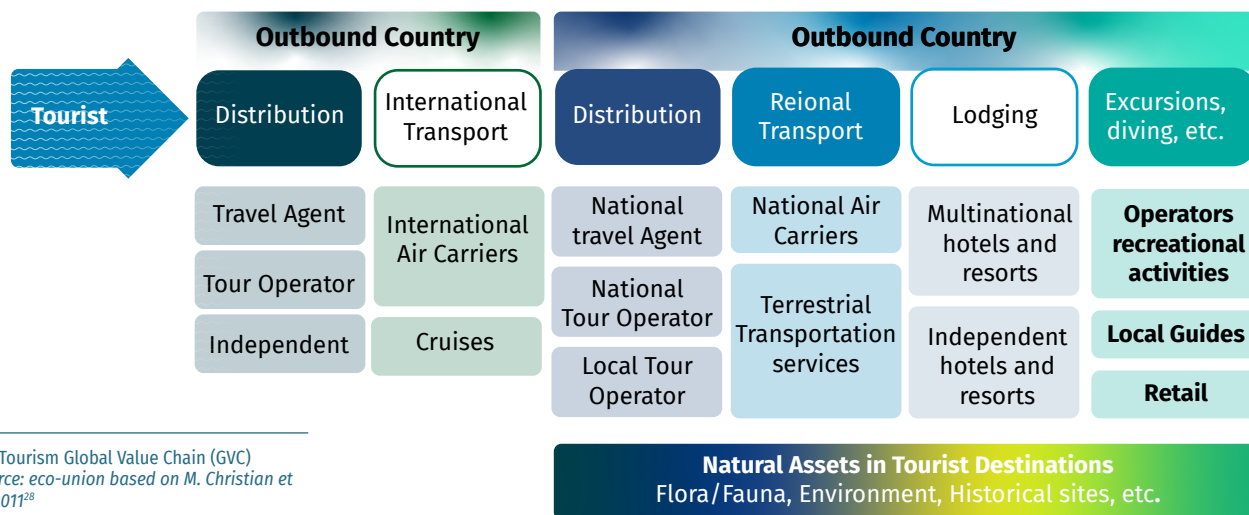 Outbound Country
Outbound Country
Tourist
Distribution
International
Transport
Distribution
Reional
Transport
Lodging
Excursions,
diving, etc.
Travel Agent
Tour Operator
Independent
International
Air Carriers
Cruises
National
travel Agent
National
Tour Operator
Local Tour
Operator
National Air
Carriers
Terrestrial
Transportation
services
Multinational
hotels and
resorts
Independent
hotels and
resorts
Operators
recreational
activities
Local Guides
Retail
Tourism Global Value Chain (GVC)
rce: eco-union based on M. Christian et
011²⁸
Natural Assets in Tourist Destinations
Flora/Fauna, Environment, Historical sites, etc.